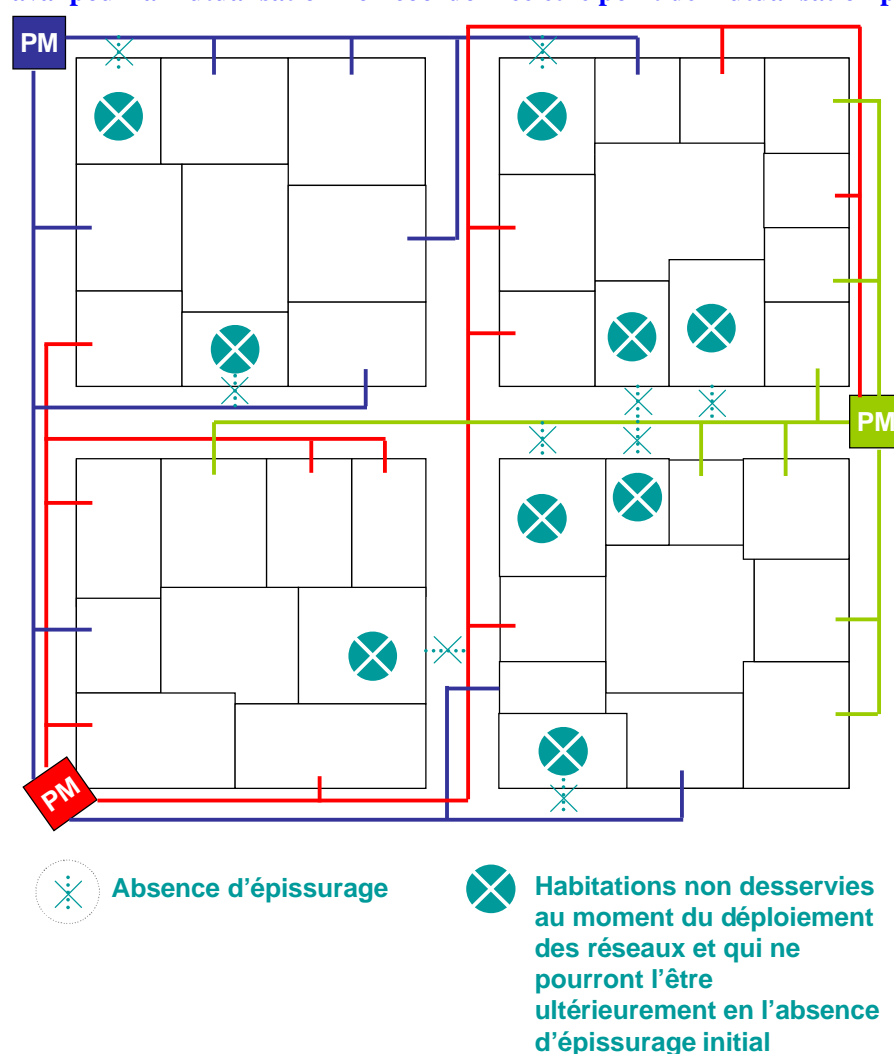 PM
PM
PM
Absence d'épissurage
Habitations non desservies
au moment du déploiement
des réseaux et qui ne
pourront l'être
ultérieurement en l'absence
d'épissurage initial